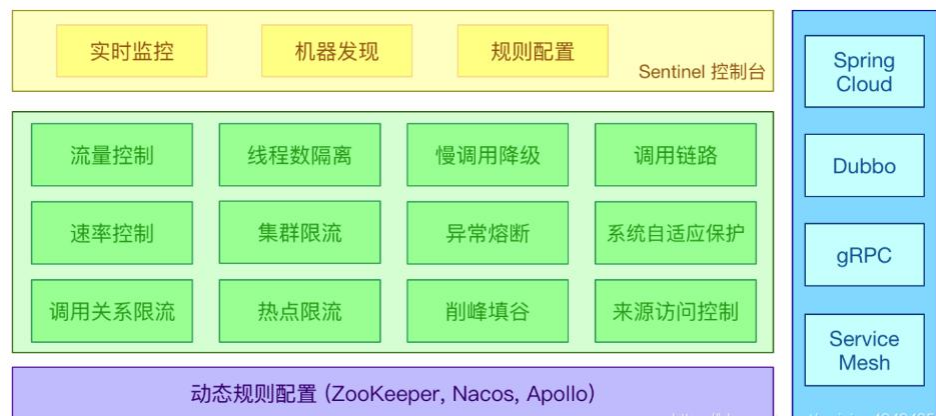 实时监控
机器发现
规则配置
Sentinel 控制台
流量控制
线程数隔离
慢调用降级
调用链路
速率控制
集群限流
异常熔断
系统自适应保护
调用关系限流
热点限流
削峰填谷
来源访问控制
动态规则配置 (ZooKeeper, Nacos, Apollo)
Spring
Cloud
Dubbo
gRPC
Service
Mesh